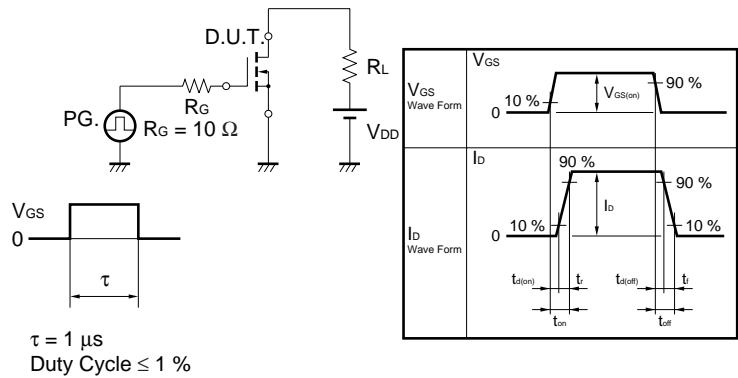 D.U.T.
RL
RG
PG.
RG = 10 Ω
VDD
VGS
0
τ
τ = 1 μs
Duty Cycle ≤ 1 %
VGS
Wave Form
VGS
10 %
VGS(on)
90 %
0
ID
Wave Form
ID
90 %
90 %
ID
10 %
10 %
0
td(on)
tr
td(off)
tf
ton
toff